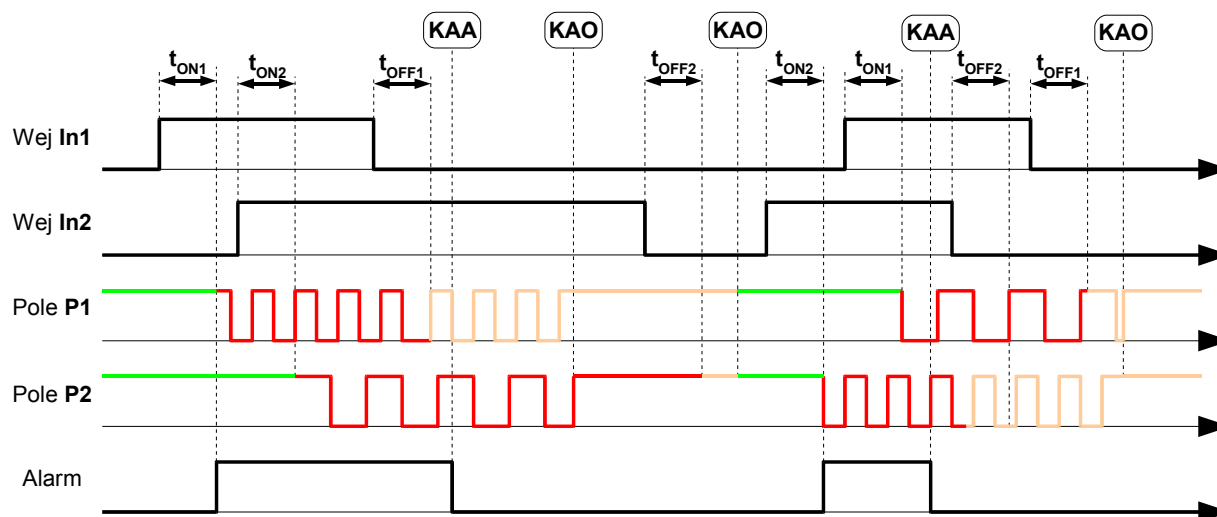 KAA KAO KAO KAA KAO
tON1 tON2 tOFF1 tOFF2 tON2 tON1 tOFF2 tOFF1
Wej In1
Wej In2
Pole P1
Pole P2
Alarm